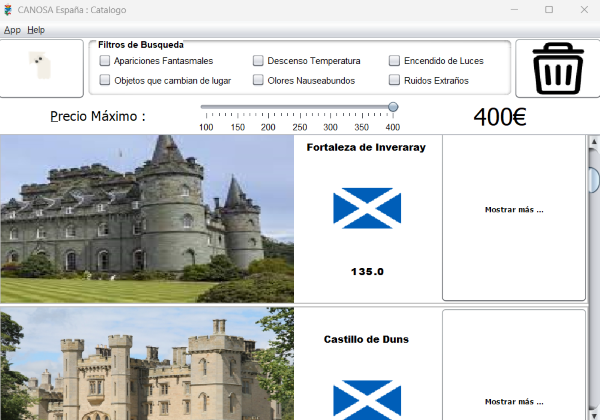 CANOSA España : Catalogo
App Help
Filtros de Busqueda
Apariciones Fantasmales Descenso Temperatura Encendido de Luces
Objetos que cambian de lugar Olores Nauseabundos Ruidos Extraños
Precio Máximo :
100 150 200 250 300 350 400
400€
Fortaleza de Inveraray
135.0
Mostrar más ...
Castillo de Duns
Mostrar más ...